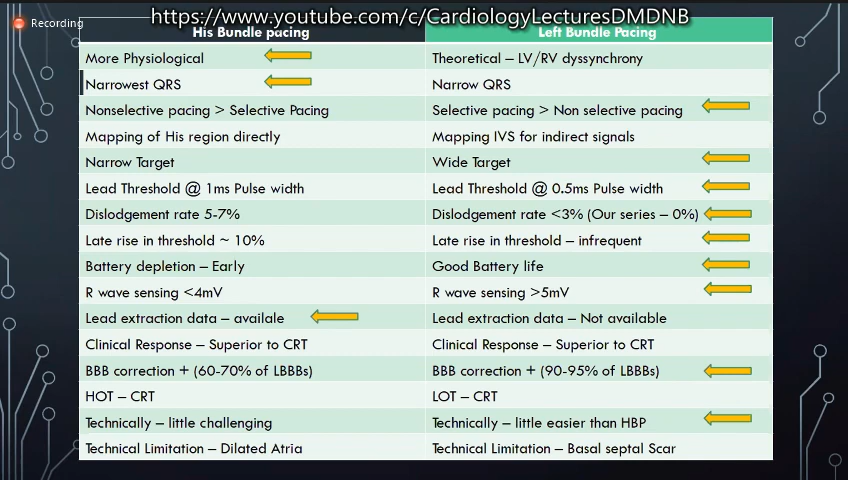 https://www.youtube.com/c/CardiologyLecturesDMDNB
Recording
His Bundle pacing Left Bundle Pacing
More Physiological Theoretical – LV/RV dyssynchrony
Narrowest QRS Narrow QRS
Nonselective pacing > Selective Pacing Selective pacing > Non selective pacing
Mapping of His region directly Mapping IVS for indirect signals
Narrow Target Wide Target
Lead Threshold @ 1ms Pulse width Lead Threshold @ 0.5ms Pulse width
Dislodgement rate 5-7% Dislodgement rate <3% (Our series – 0%)
Late rise in threshold ~ 10% Late rise in threshold – infrequent
Battery depletion – Early Good Battery life
R wave sensing <4mV R wave sensing >5mV
Lead extraction data – availale Lead extraction data – Not available
Clinical Response – Superior to CRT Clinical Response – Superior to CRT
BBB correction + (60-70% of LBBBs) BBB correction + (90-95% of LBBBs)
HOT – CRT LOT – CRT
Technically – little challenging Technically – little easier than HBP
Technical Limitation – Dilated Atria Technical Limitation – Basal septal Scar